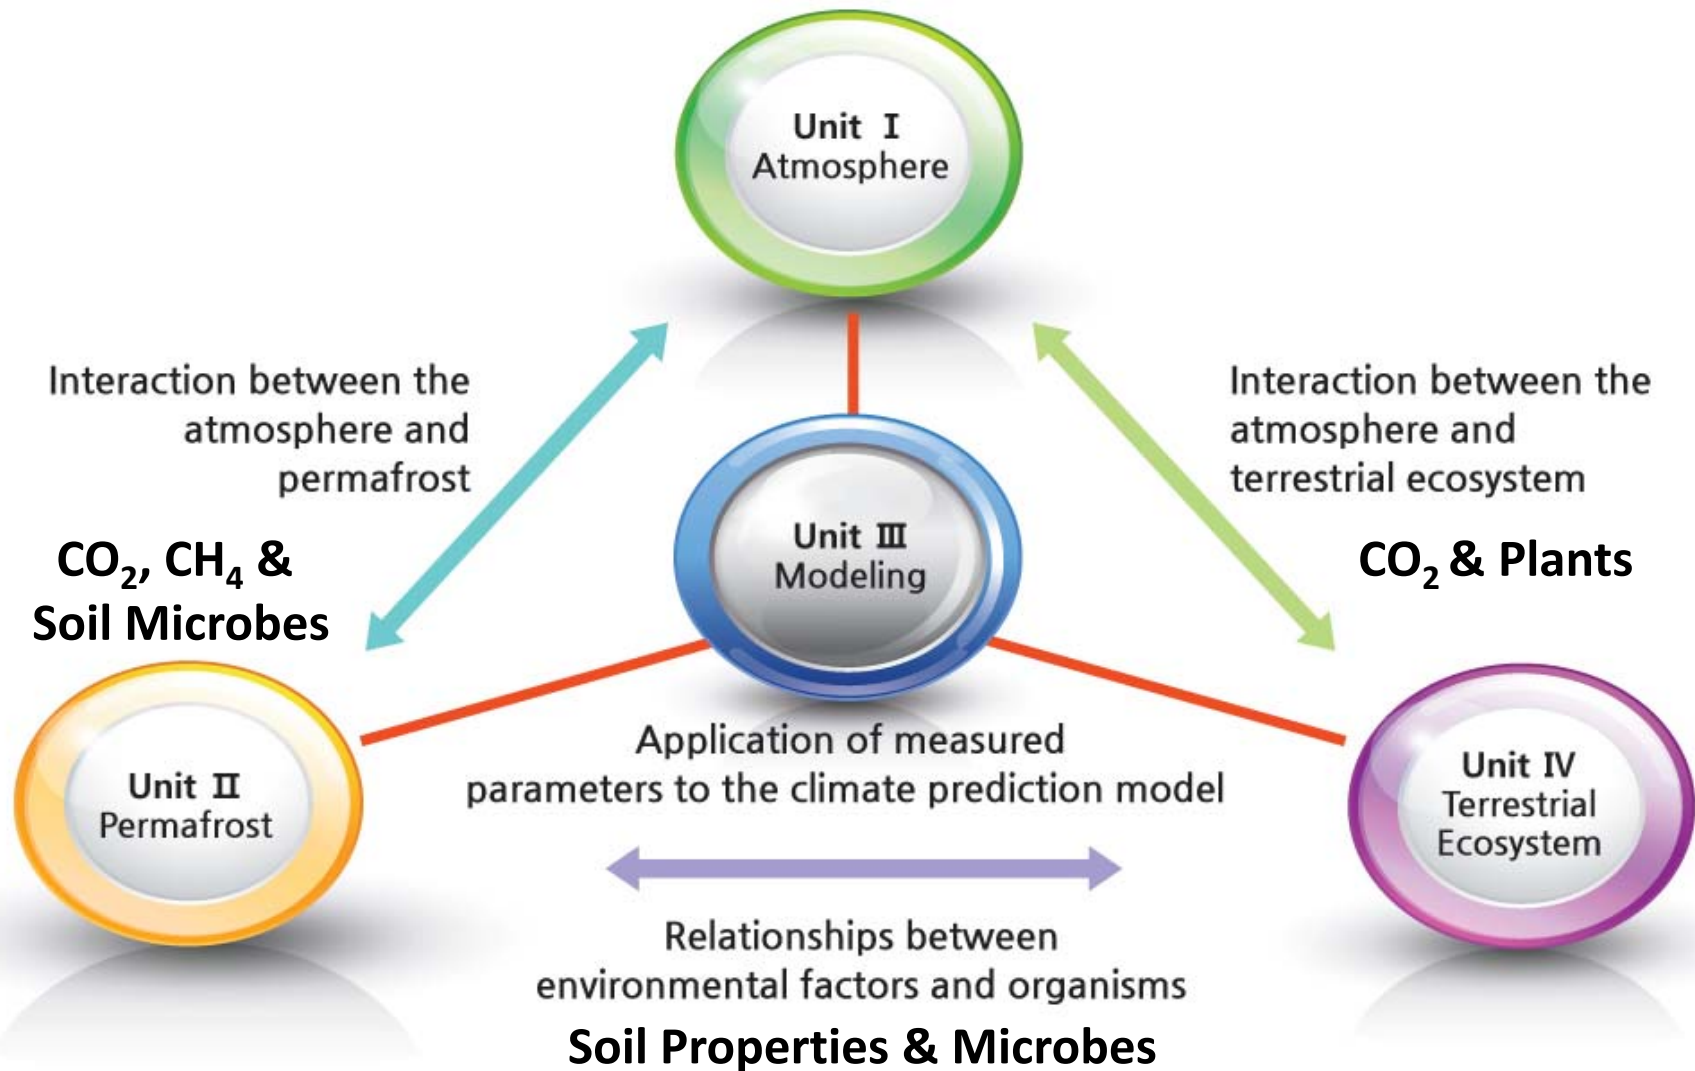 Unit Ⅰ
Atmosphere
Interaction between the
atmosphere and
permafrost
CO₂, CH₄ &
Soil Microbes
Interaction between the
atmosphere and
terrestrial ecosystem
CO₂ & Plants
Unit Ⅲ
Modeling
Application of measured
parameters to the climate prediction model
Unit Ⅱ
Permafrost
Unit Ⅳ
Terrestrial
Ecosystem
Relationships between
environmental factors and organisms
Soil Properties & Microbes